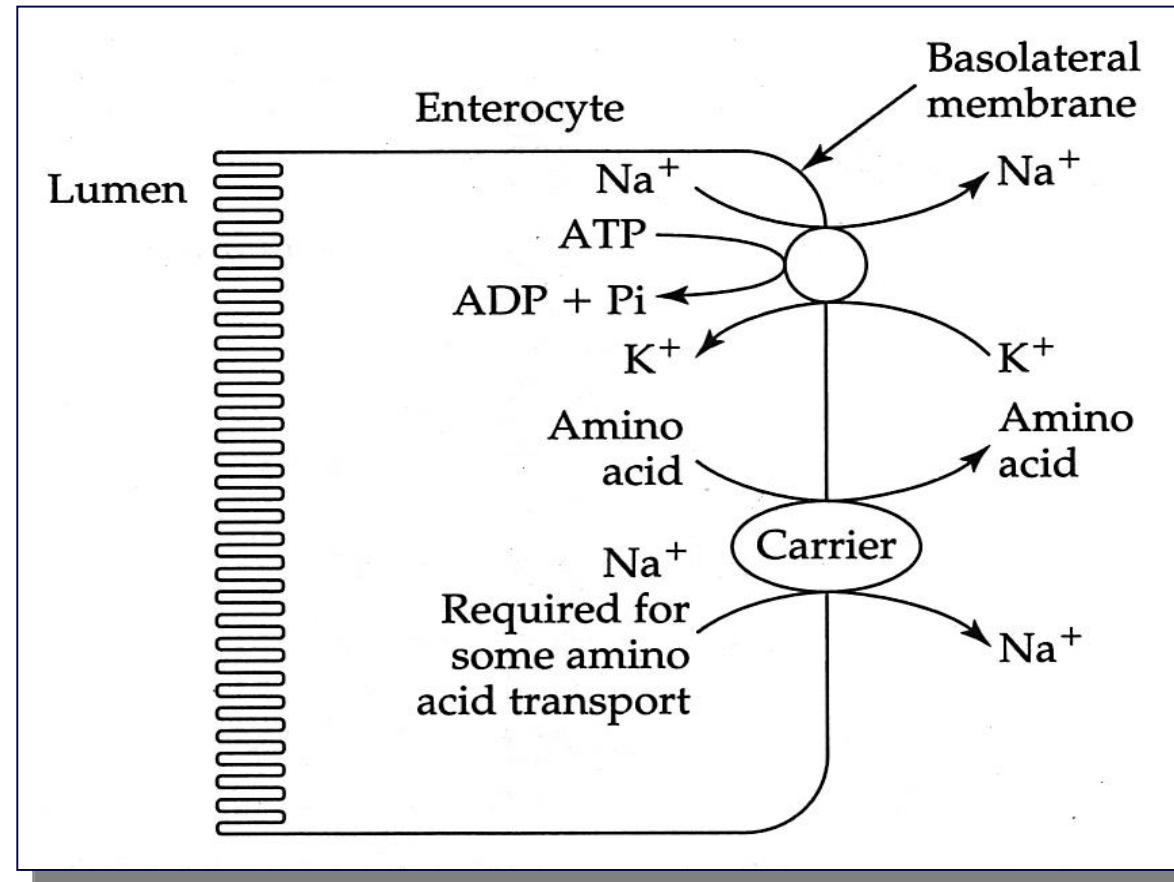 Basolateral
membrane
Enterocyte
Lumen
Na+
Na+
ATP
ADP + Pi
K+
K+
Amino
acid
Amino
acid
Carrier
Na+
Required for
some amino
acid transport
Na+